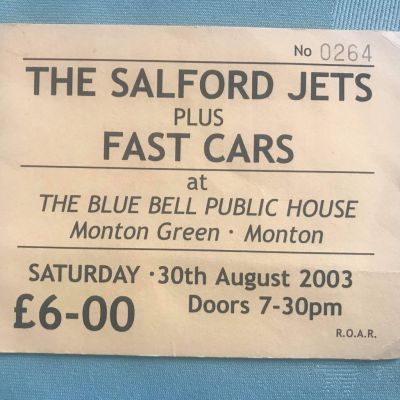 No 0264
THE SALFORD JETS
PLUS
FAST CARS
at
THE BLUE BELL PUBLIC HOUSE
Monton Green · Monton
SATURDAY · 30th August 2003
£6-00 Doors 7-30pm
R.O.A.R.